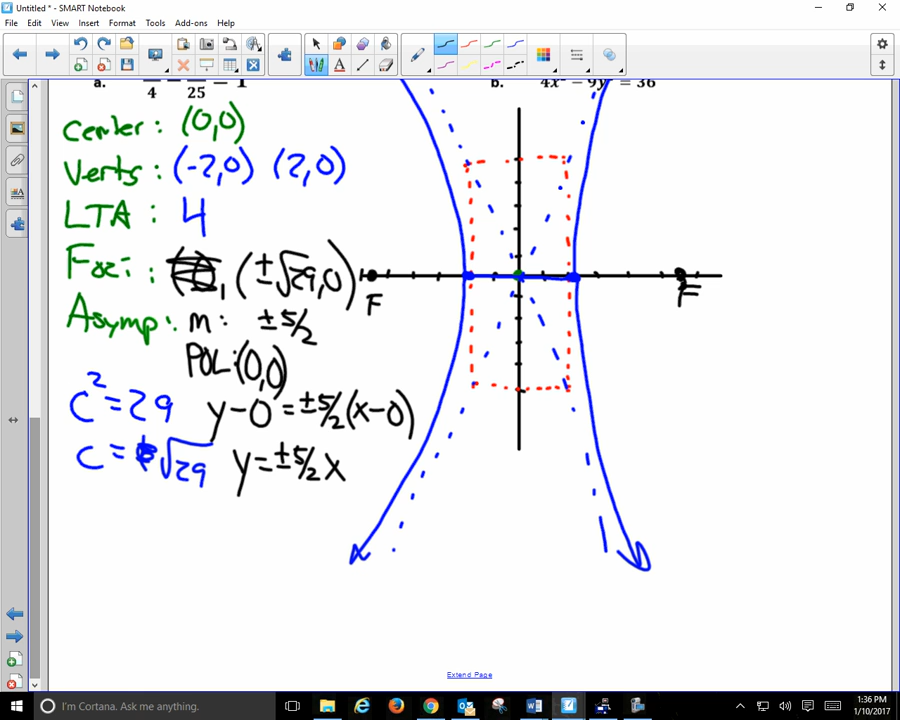 Untitled * - SMART Notebook
File Edit View Insert Format Tools Add-ons Help
a. 4 25 = 1
b. 4x² - 9y² = 36
Center: (0,0)
Verts: (-2,0) (2,0)
LTA: 4
Foci: (±√29,0)
F
F
Asymp: m: ±5/2
POL: (0,0)
c² = 29
y-0=±5/2(x-0)
c = ±√29
y=±5/2x
Extend Page
I'm Cortana. Ask me anything.
1:36 PM
1/10/2017